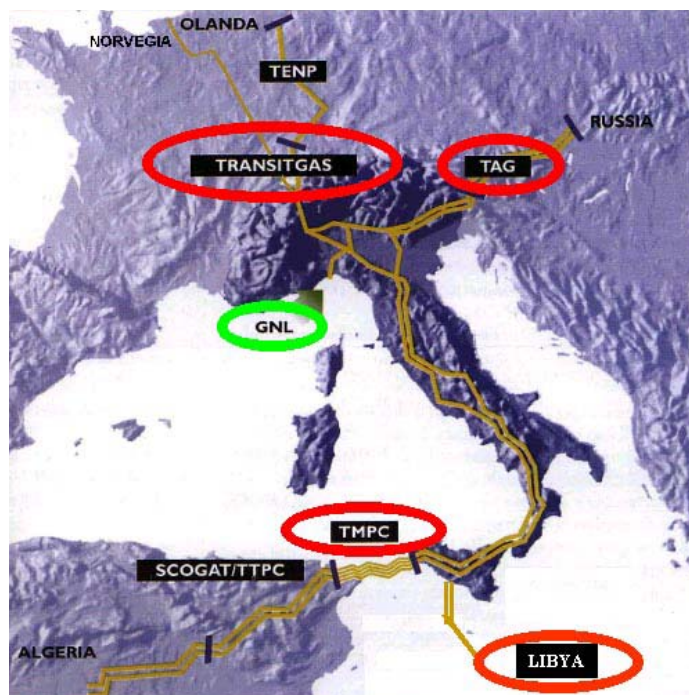 OLANDA
NORVEGIA
TENP
RUSSIA
TRANSITGAS
TAG
GNL
TMPC
SCOGAT/TTPC
ALGERIA
LIBYA